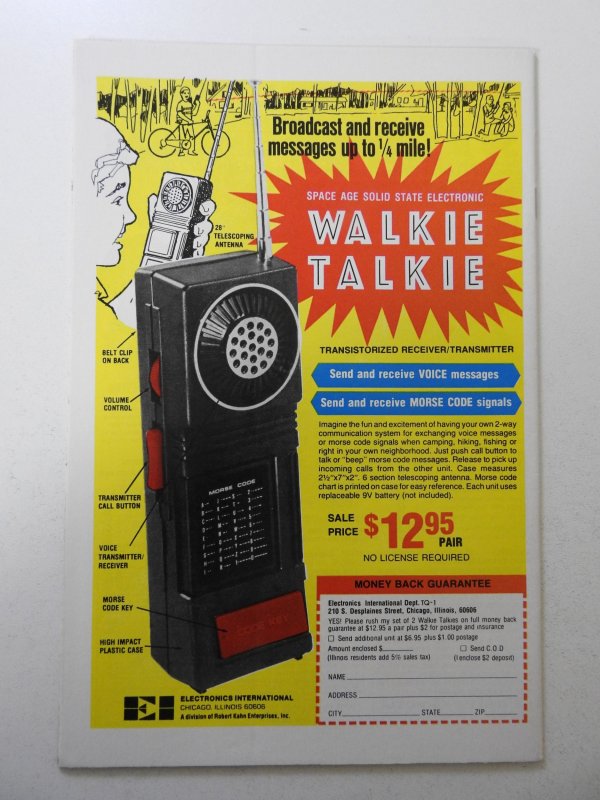 Broadcast and receive
messages up to 1/4 mile!
SPACE AGE SOLID STATE ELECTRONIC
WALKIE
TALKIE
28"
TELESCOPING
ANTENNA
BELT CLIP
ON BACK
VOLUME
CONTROL
TRANSMITTER
CALL BUTTON
VOICE
TRANSMITTER/
RECEIVER
MORSE
CODE KEY
HIGH IMPACT
PLASTIC CASE
MORSE CODE
CODE KEY
TRANSISTORIZED RECEIVER/TRANSMITTER
Send and receive VOICE messages
Send and receive MORSE CODE signals
Imagine the fun and excitement of having your own 2-way
communication system for exchanging voice messages
or morse code signals when camping, hiking, fishing or
right in your own neighborhood. Just push call button to
talk or "beep" morse code messages. Release to pick up
incoming calls from the other unit. Case measures
2½"x7"x2". 6 section telescoping antenna. Morse code
chart is printed on case for easy reference. Each unit uses
replaceable 9V battery (not included).
SALE
PRICE $12.95
PAIR
NO LICENSE REQUIRED
MONEY BACK GUARANTEE
Electronics International Dept. TQ-1
210 S. Desplaines Street, Chicago, Illinois, 60606
YES! Please rush my set of 2 Walkie Talkies on full money back
guarantee at $12.95 a pair plus $2 for postage and insurance
Send additional unit at $6.95 plus $1.00 postage
Amount enclosed $ Send C.O.D
(Illinois residents add 5% sales tax) (I enclose $2 deposit)
NAME
ADDRESS
CITY STATE ZIP
EI ELECTRONICS INTERNATIONAL
CHICAGO, ILLINOIS 60606
A division of Robert Kahn Enterprises, Inc.